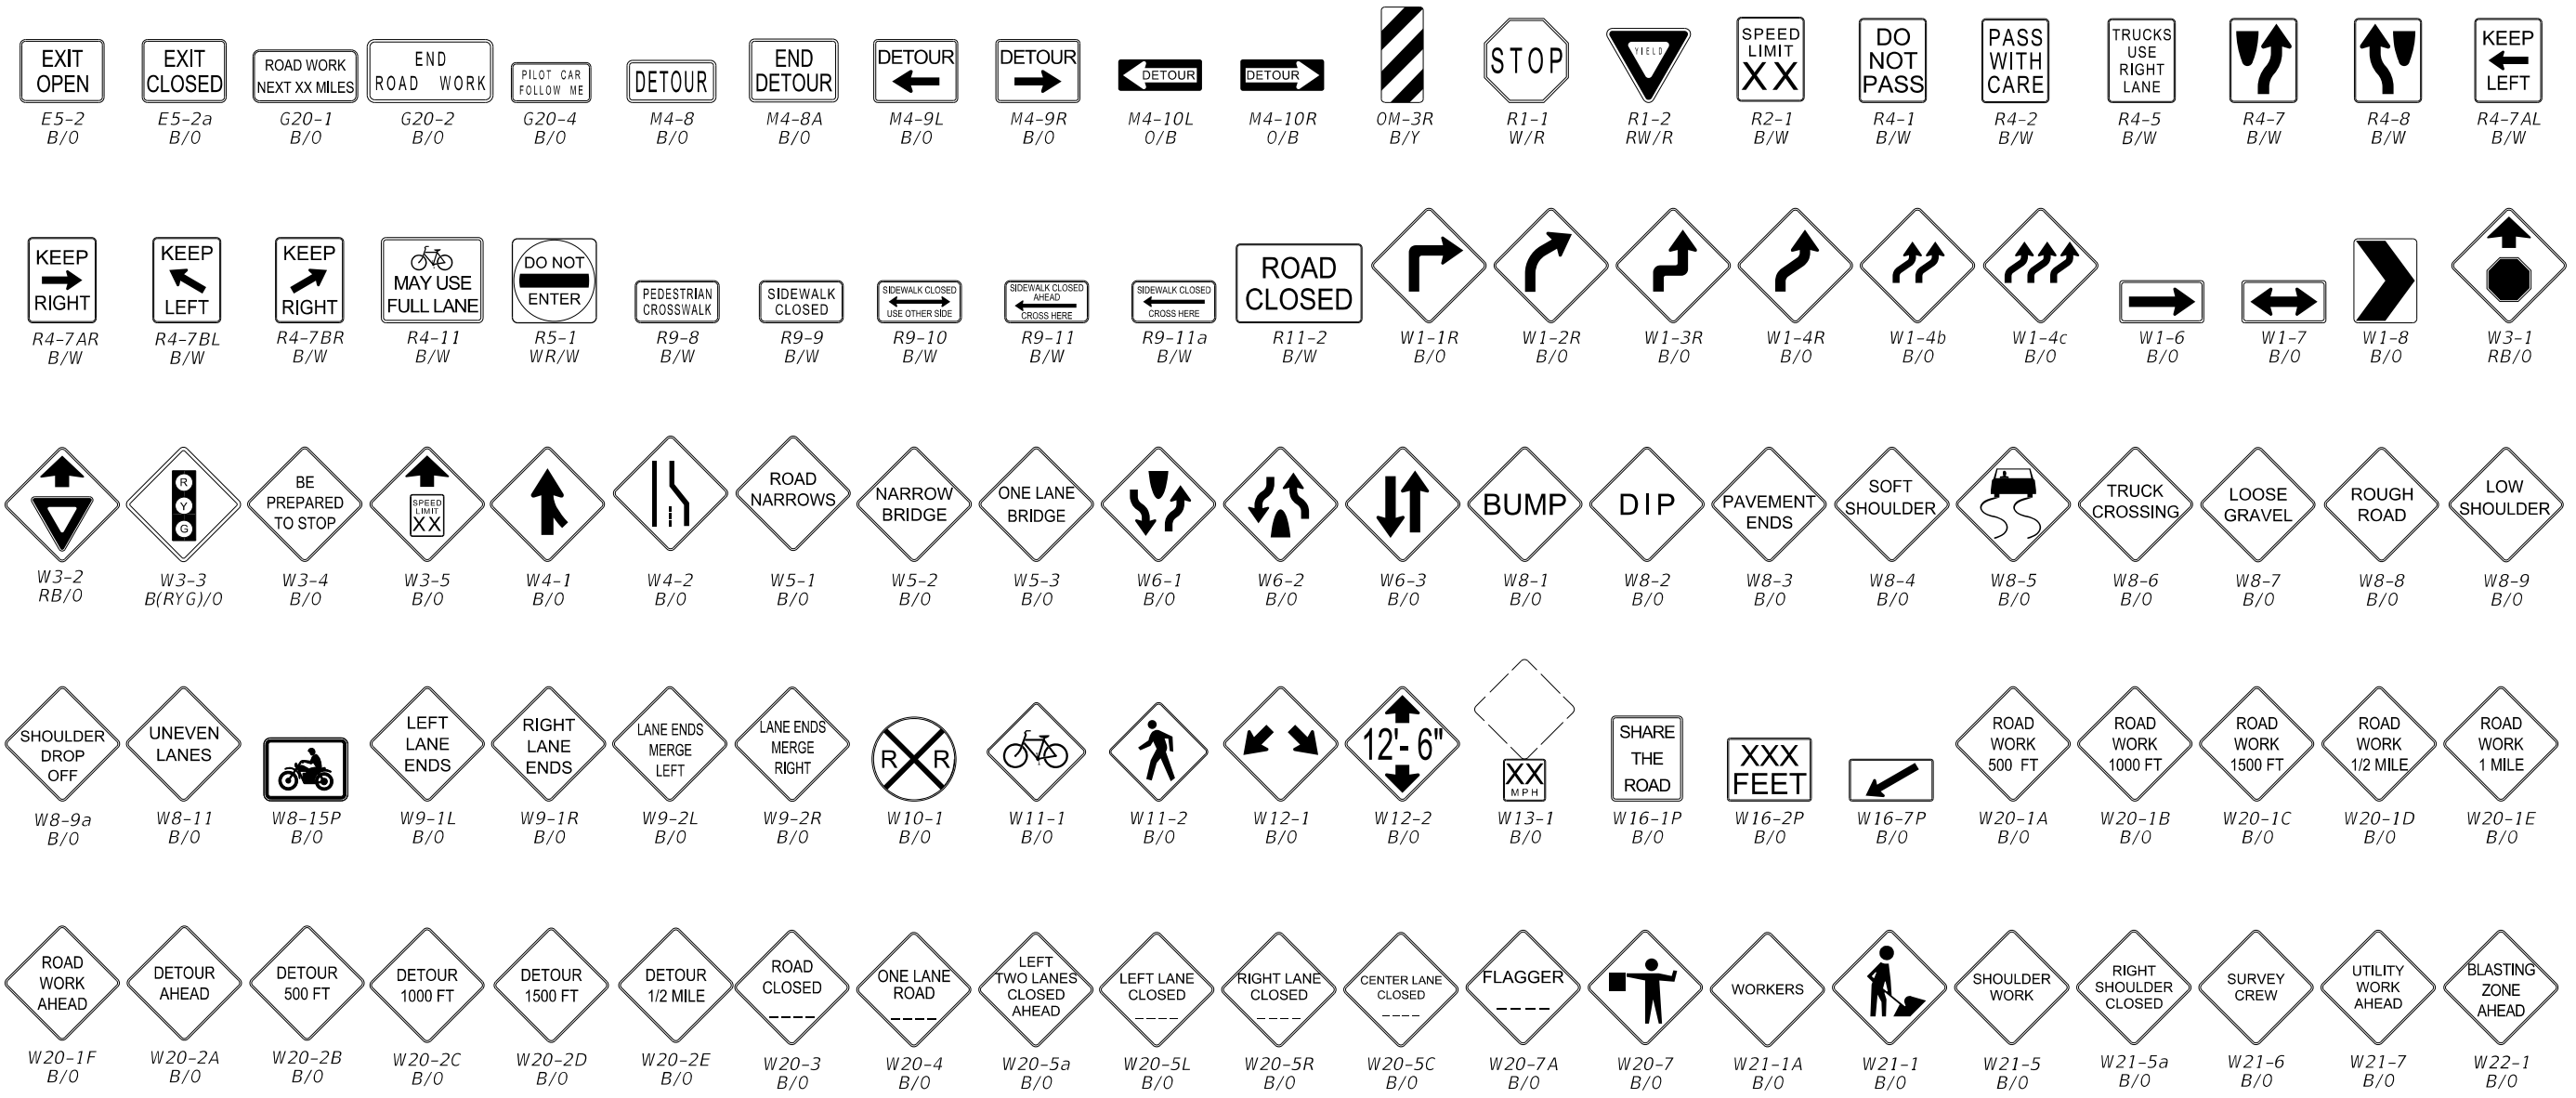 EXIT
OPEN
E5-2
B/O
EXIT
CLOSED
E5-2a
B/O
ROAD WORK
NEXT XX MILES
G20-1
B/O
END
ROAD WORK
G20-2
B/O
PILOT CAR
FOLLOW ME
G20-4
B/O
DETOUR
M4-8
B/O
END
DETOUR
M4-8A
B/O
DETOUR
M4-9L
B/O
DETOUR
M4-9R
B/O
DETOUR
M4-10L
O/B
DETOUR
M4-10R
O/B
OM-3R
B/Y
STOP
R1-1
W/R
YIELD
R1-2
RW/R
SPEED
LIMIT
XX
R2-1
B/W
DO
NOT
PASS
R4-1
B/W
PASS
WITH
CARE
R4-2
B/W
TRUCKS
USE
RIGHT
LANE
R4-5
B/W
R4-7
B/W
R4-8
B/W
KEEP
LEFT
R4-7AL
B/W
KEEP
RIGHT
R4-7AR
B/W
KEEP
LEFT
R4-7BL
B/W
KEEP
RIGHT
R4-7BR
B/W
MAY USE
FULL LANE
R4-11
B/W
DO NOT
ENTER
R5-1
WR/W
PEDESTRIAN
CROSSWALK
R9-8
B/W
SIDEWALK
CLOSED
R9-9
B/W
SIDEWALK CLOSED
USE OTHER SIDE
R9-10
B/W
SIDEWALK CLOSED
AHEAD
CROSS HERE
R9-11
B/W
SIDEWALK CLOSED
CROSS HERE
R9-11a
B/W
ROAD
CLOSED
R11-2
B/W
W1-1R
B/O
W1-2R
B/O
W1-3R
B/O
W1-4R
B/O
W1-4b
B/O
W1-4c
B/O
W1-6
B/O
W1-7
B/O
W1-8
B/O
W3-1
RB/O
W3-2
RB/O
R
Y
G
W3-3
B(RYG)/O
BE
PREPARED
TO STOP
W3-4
B/O
SPEED
LIMIT
XX
W3-5
B/O
W4-1
B/O
W4-2
B/O
ROAD
NARROWS
W5-1
B/O
NARROW
BRIDGE
W5-2
B/O
ONE LANE
BRIDGE
W5-3
B/O
W6-1
B/O
W6-2
B/O
W6-3
B/O
BUMP
W8-1
B/O
DIP
W8-2
B/O
PAVEMENT
ENDS
W8-3
B/O
SOFT
SHOULDER
W8-4
B/O
W8-5
B/O
TRUCK
CROSSING
W8-6
B/O
LOOSE
GRAVEL
W8-7
B/O
ROUGH
ROAD
W8-8
B/O
LOW
SHOULDER
W8-9
B/O
SHOULDER
DROP
OFF
W8-9a
B/O
UNEVEN
LANES
W8-11
B/O
W8-15P
B/O
LEFT
LANE
ENDS
W9-1L
B/O
RIGHT
LANE
ENDS
W9-1R
B/O
LANE ENDS
MERGE
LEFT
W9-2L
B/O
LANE ENDS
MERGE
RIGHT
W9-2R
B/O
R R
W10-1
B/O
W11-1
B/O
W11-2
B/O
W12-1
B/O
12'- 6"
W12-2
B/O
XX
MPH
W13-1
B/O
SHARE
THE
ROAD
W16-1P
B/O
XXX
FEET
W16-2P
B/O
W16-7P
B/O
ROAD
WORK
500 FT
W20-1A
B/O
ROAD
WORK
1000 FT
W20-1B
B/O
ROAD
WORK
1500 FT
W20-1C
B/O
ROAD
WORK
1/2 MILE
W20-1D
B/O
ROAD
WORK
1 MILE
W20-1E
B/O
ROAD
WORK
AHEAD
W20-1F
B/O
DETOUR
AHEAD
W20-2A
B/O
DETOUR
500 FT
W20-2B
B/O
DETOUR
1000 FT
W20-2C
B/O
DETOUR
1500 FT
W20-2D
B/O
DETOUR
1/2 MILE
W20-2E
B/O
ROAD
CLOSED
----
W20-3
B/O
ONE LANE
ROAD
----
W20-4
B/O
LEFT
TWO LANES
CLOSED
AHEAD
W20-5a
B/O
LEFT LANE
CLOSED
----
W20-5L
B/O
RIGHT LANE
CLOSED
----
W20-5R
B/O
CENTER LANE
CLOSED
----
W20-5C
B/O
FLAGGER
----
W20-7A
B/O
W20-7
B/O
WORKERS
W21-1A
B/O
W21-1
B/O
SHOULDER
WORK
W21-5
B/O
RIGHT
SHOULDER
CLOSED
W21-5a
B/O
SURVEY
CREW
W21-6
B/O
UTILITY
WORK
AHEAD
W21-7
B/O
BLASTING
ZONE
AHEAD
W22-1
B/O